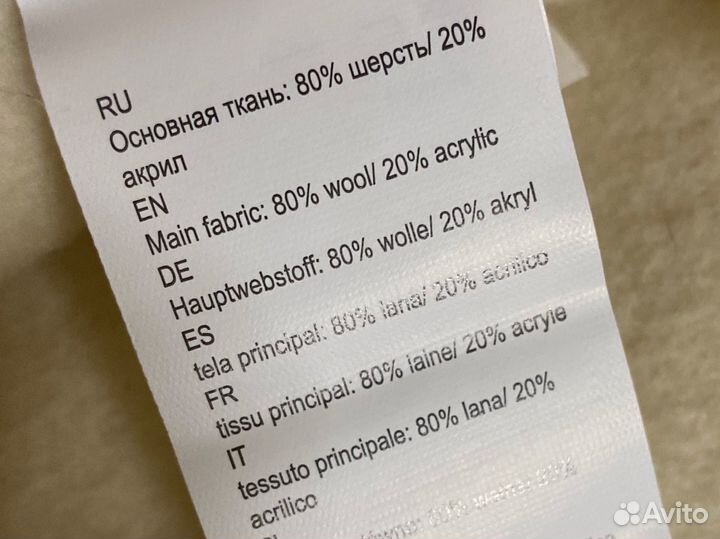 RU
Основная ткань: 80% шерсть/ 20%
акрил
EN
Main fabric: 80% wool/ 20% acrylic
DE
Hauptwebstoff: 80% wolle/ 20% akryl
ES
tela principal: 80% lana/ 20% acrilico
FR
tissu principal: 80% laine/ 20% acryle
IT
tessuto principale: 80% lana/ 20%
acrilico
Avito